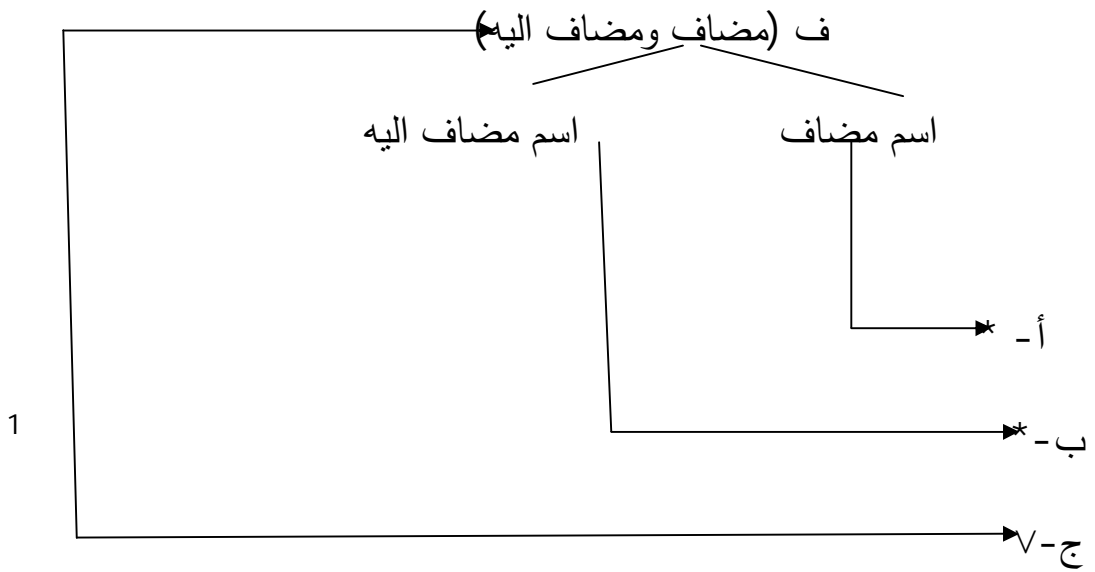 ف (مضاف ومضاف اليه)
اسم مضاف اسم مضاف اليه
أ- *
ب-*
1
ج-√